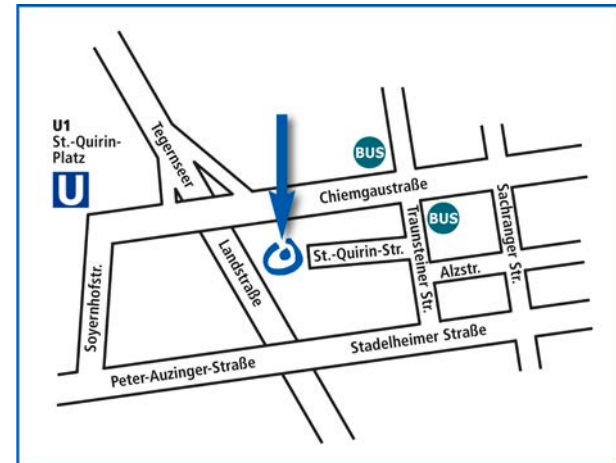 U1
St.-Quirin-
Platz
U
Tegernseer
Landstraße
BUS
Chiemgaustraße
BUS
Traunsteiner Str.
Sachranger Str.
St.-Quirin-Str.
Alzstr.
Soyernhofstr.
Stadelheimer Straße
Peter-Auzinger-Straße